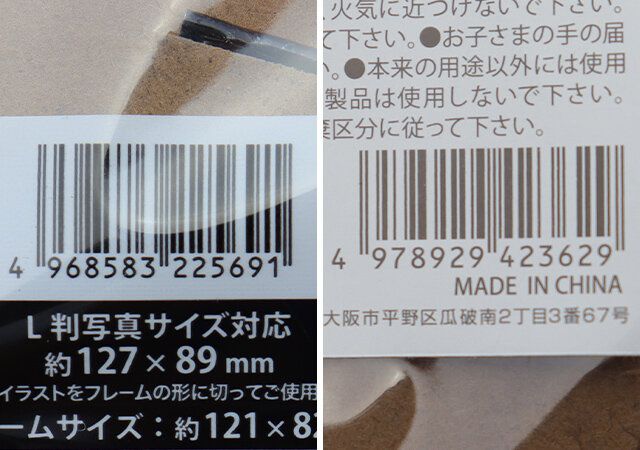 4 968583 225691
L判写真サイズ対応
約127×89mm
イラストをフレームの形に切ってご使用
ームサイズ：約121×82
、火気に近づけないで下さい。
て下さい。●お子さまの手の届
い。●本来の用途以外には使用
製品は使用しないで下さい。
区分に従って下さい。
4 978929 423629
MADE IN CHINA
大阪市平野区瓜破南2丁目3番67号